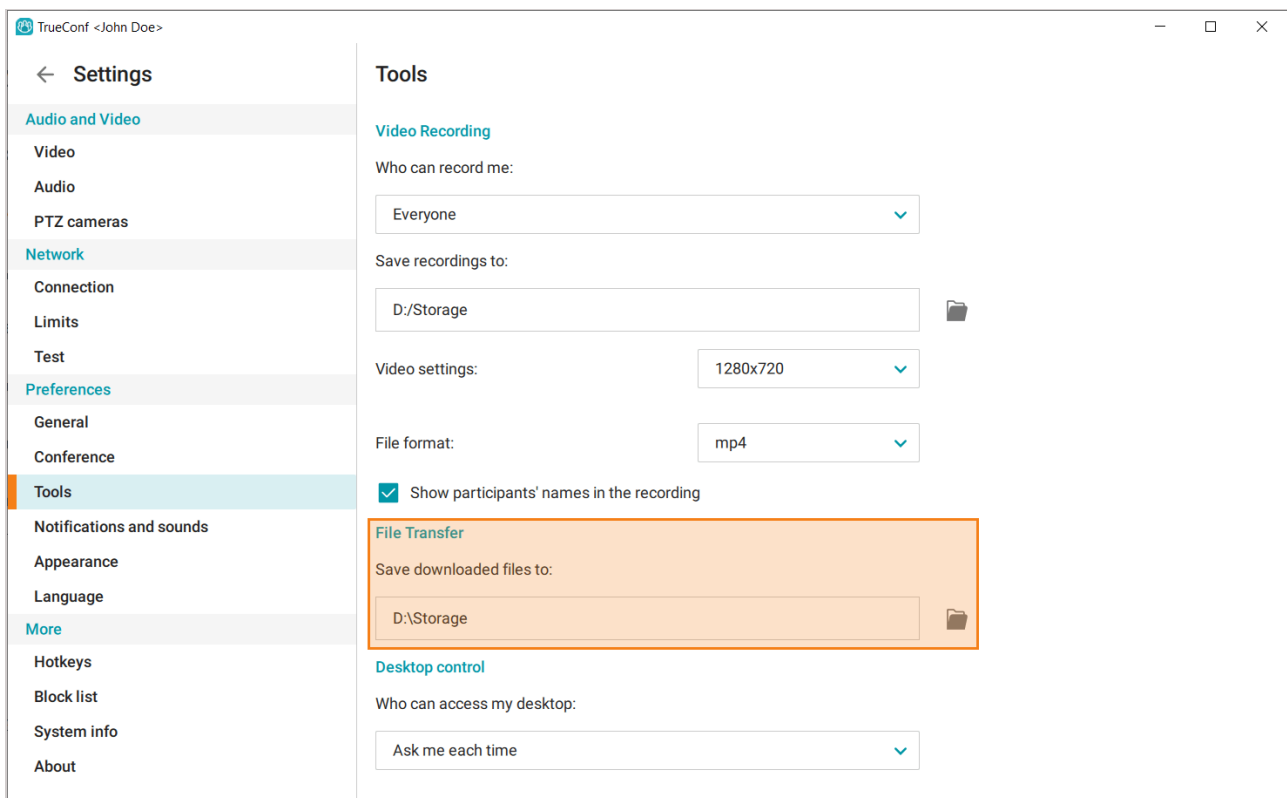 TrueConf <John Doe>
Settings
Audio and Video
Video
Audio
PTZ cameras
Network
Connection
Limits
Test
Preferences
General
Conference
Tools
Notifications and sounds
Appearance
Language
More
Hotkeys
Block list
System info
About
Tools
Video Recording
Who can record me:
Everyone
Save recordings to:
D:/Storage
Video settings: 1280x720
File format: mp4
Show participants' names in the recording
File Transfer
Save downloaded files to:
D:\Storage
Desktop control
Who can access my desktop:
Ask me each time